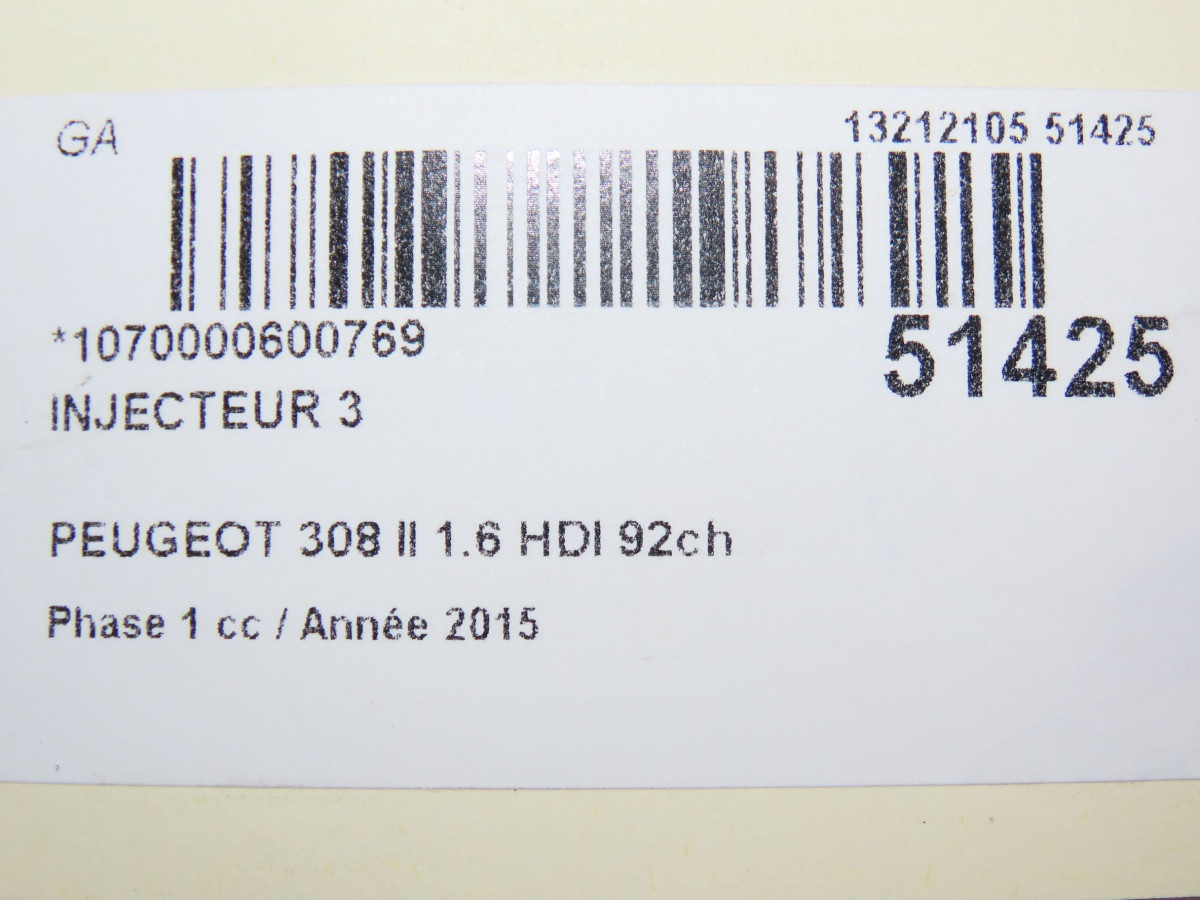 GA
13212105 51425
*1070000600769
51425
INJECTEUR 3
PEUGEOT 308 II 1.6 HDI 92ch
Phase 1 cc / Année 2015